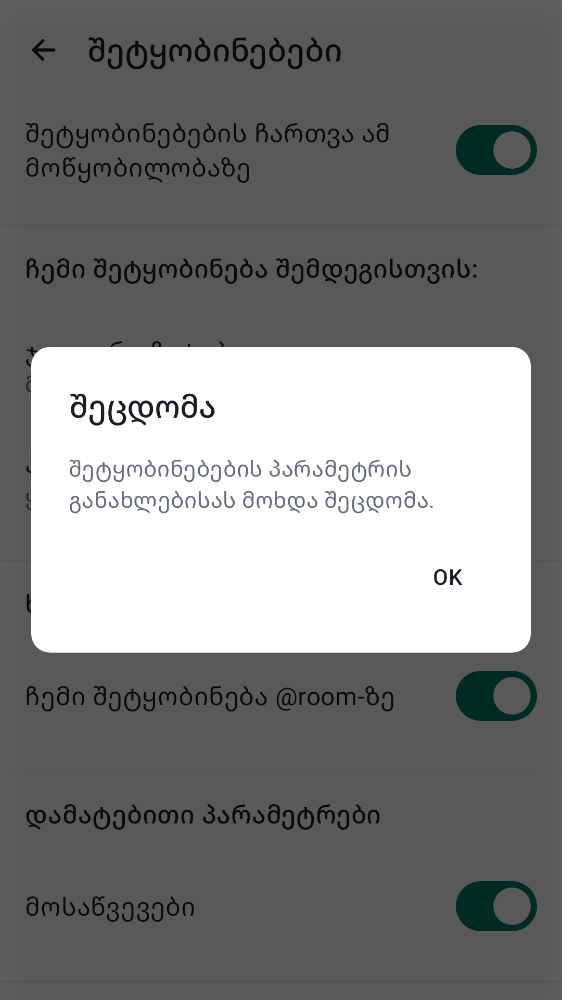 შეტყობინებები
შეტყობინებების ჩართვა ამ
მოწყობილობაზე
ჩემი შეტყობინება შემდეგისთვის:
შეცდომა
შეტყობინებების პარამეტრის
განახლებისას მოხდა შეცდომა.
OK
ჩემი შეტყობინება @room-ზე
დამატებითი პარამეტრები
მოსაწვევები